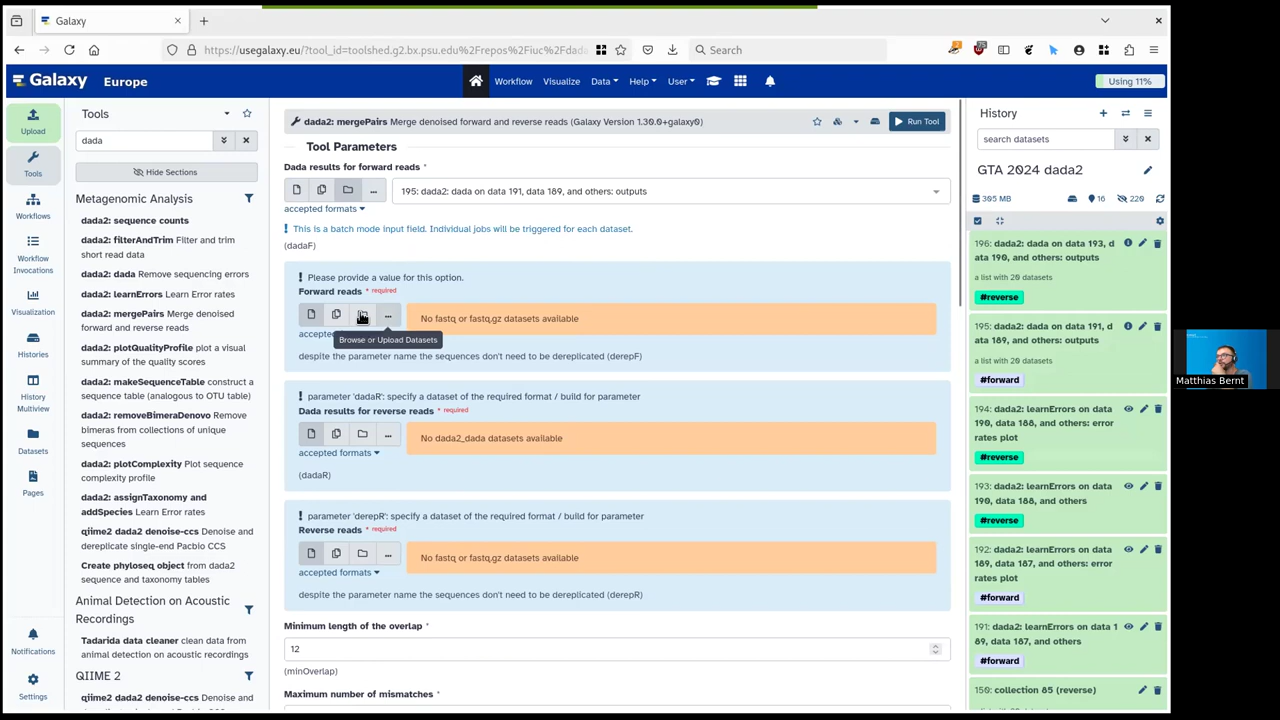 Galaxy
https://usegalaxy.eu/?tool_id=toolshed.g2.bx.psu.edu%2Frepos%2Fiuc%2Fdada
Search
Galaxy Europe
Workflow Visualize Data Help User
Using 11%
Upload
Tools
Workflows
Workflow
Invocations
Visualization
Histories
History
Multiview
Datasets
Pages
Notifications
Settings
Tools
dada
Hide Sections
Metagenomic Analysis
dada2: sequence counts
dada2: filterAndTrim Filter and trim
short read data
dada2: dada Remove sequencing errors
dada2: learnErrors Learn Error rates
dada2: mergePairs Merge denoised
forward and reverse reads
dada2: plotQualityProfile plot a visual
summary of the quality scores
dada2: makeSequenceTable construct a
sequence table (analogous to OTU table)
dada2: removeBimeraDenovo Remove
bimeras from collections of unique
sequences
dada2: plotComplexity Plot sequence
complexity profile
dada2: assignTaxonomy and
addSpecies Learn Error rates
qiime2 dada2 denoise-ccs Denoise and
dereplicate single-end Pacbio CCS
Create phyloseq object from dada2
sequence and taxonomy tables
Animal Detection on Acoustic
Recordings
Tadarida data cleaner clean data from
animal detection on acoustic recordings
QIIME 2
qiime2 dada2 denoise-ccs Denoise and
dada2: mergePairs Merge denoised forward and reverse reads (Galaxy Version 1.30.0+galaxy0)
Run Tool
Tool Parameters
Dada results for forward reads *
195: dada2: dada on data 191, data 189, and others: outputs
accepted formats
This is a batch mode input field. Individual jobs will be triggered for each dataset.
(dadaF)
Please provide a value for this option.
Forward reads * required
No fastq or fastq.gz datasets available
accepted
Browse or Upload Datasets
despite the parameter name the sequences don't need to be dereplicated (derepF)
parameter 'dadaR': specify a dataset of the required format / build for parameter
Dada results for reverse reads * required
No dada2_dada datasets available
accepted formats
(dadaR)
parameter 'derepR': specify a dataset of the required format / build for parameter
Reverse reads * required
No fastq or fastq.gz datasets available
accepted formats
despite the parameter name the sequences don't need to be dereplicated (derepR)
Minimum length of the overlap *
12
(minOverlap)
Maximum number of mismatches *
History
search datasets
GTA 2024 dada2
305 MB
16
220
196: dada2: dada on data 193, d
ata 190, and others: outputs
a list with 20 datasets
#reverse
195: dada2: dada on data 191, d
ata 189, and others: outputs
a list with 20 datasets
#forward
194: dada2: learnErrors on data
190, data 188, and others: error
rates plot
#reverse
193: dada2: learnErrors on data
190, data 188, and others
#reverse
192: dada2: learnErrors on data
189, data 187, and others: error
rates plot
#forward
191: dada2: learnErrors on data 1
89, data 187, and others
#forward
150: collection 85 (reverse)
Matthias Bernt